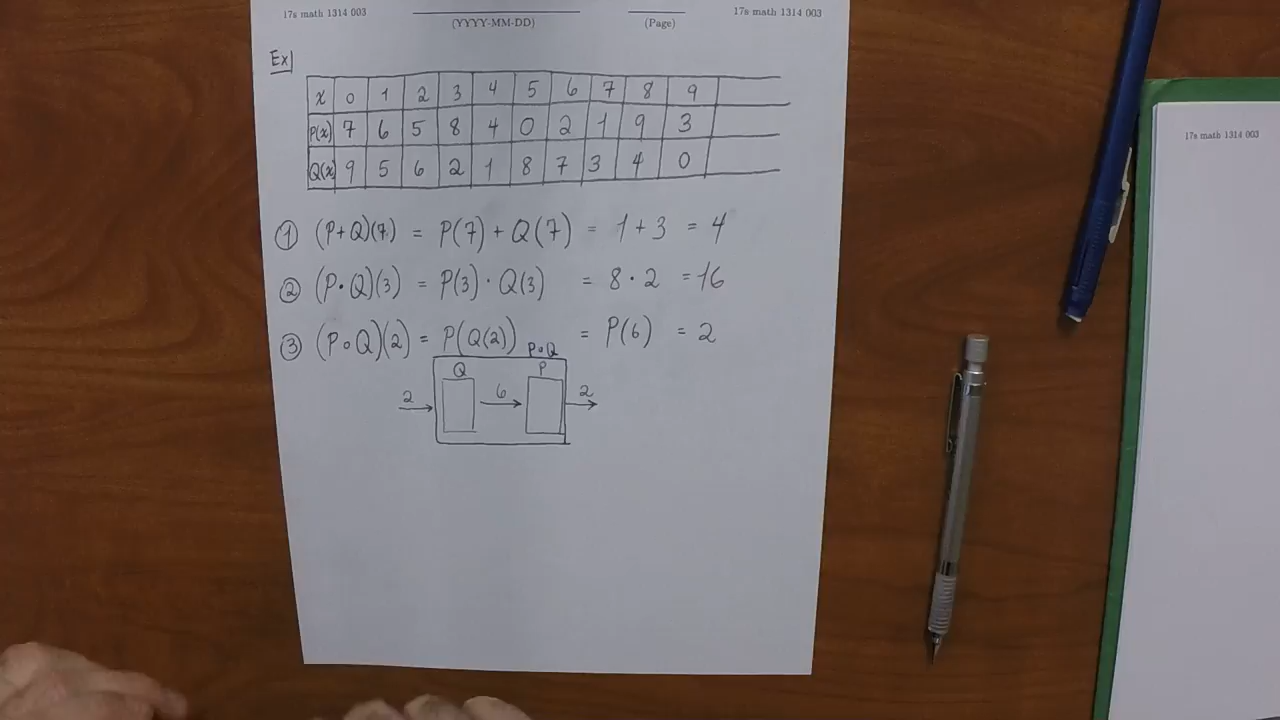 17s math 1314 003 (YYYY-MM-DD) (Page) 17s math 1314 003
Ex
x 0 1 2 3 4 5 6 7 8 9
P(x) 7 6 5 8 4 0 2 1 9 3
Q(x) 9 5 6 2 1 8 7 3 4 0
① (P+Q)(7) = P(7) + Q(7) = 1 + 3 = 4
② (P·Q)(3) = P(3) · Q(3) = 8 · 2 = 16
③ (P∘Q)(2) = P(Q(2)) = P(6) = 2
P∘Q
Q P
2 → 6 → 2 →
17s math 1314 003